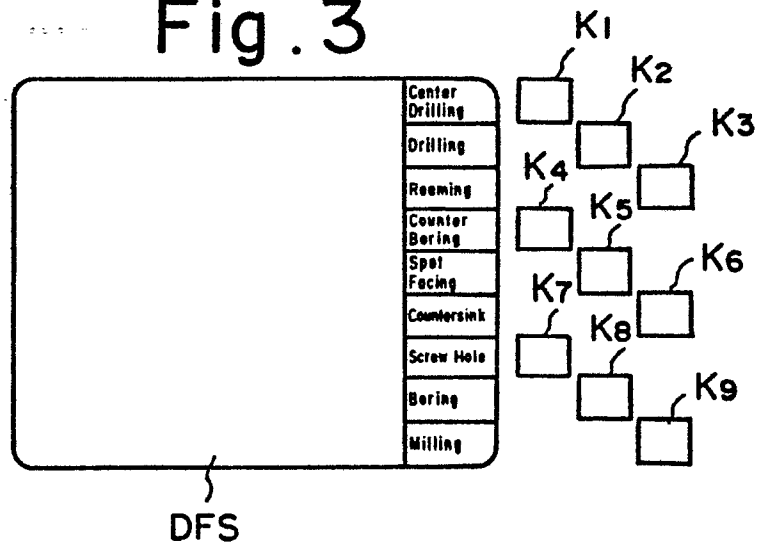 Fig. 3
K1
K2
K3
K4
K5
K6
K7
K8
K9
Center
Drilling
Drilling
Reaming
Counter
Boring
Spot
Facing
Countersink
Screw Hole
Boring
Milling
DFS